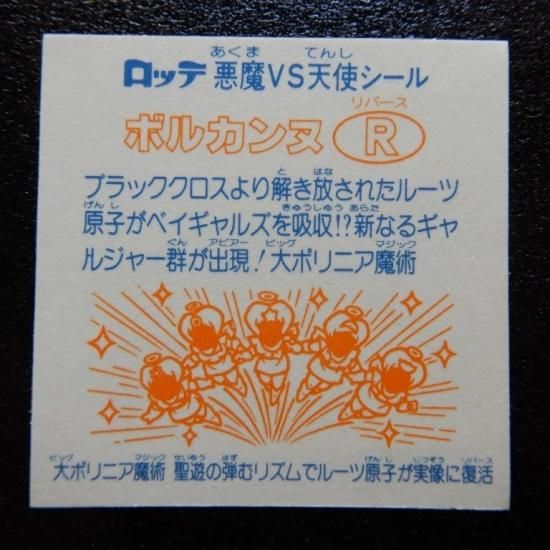 あくま てんし
ロッテ 悪魔VS天使シール
リバース
ボルカンヌ R
と はな
ブラッククロスより解き放されたルーツ
げんし きゅうしゅう あらた
原子がベイギャルズを吸収!?新なるギャ
ぐん アピアー ビッグ マジック
ルジャー群が出現!大ポリニア魔術
ビッグ マジック せいゆう はず げんし じつぞう リバース
大ポリニア魔術 聖遊の弾むリズムでルーツ原子が実像に復活